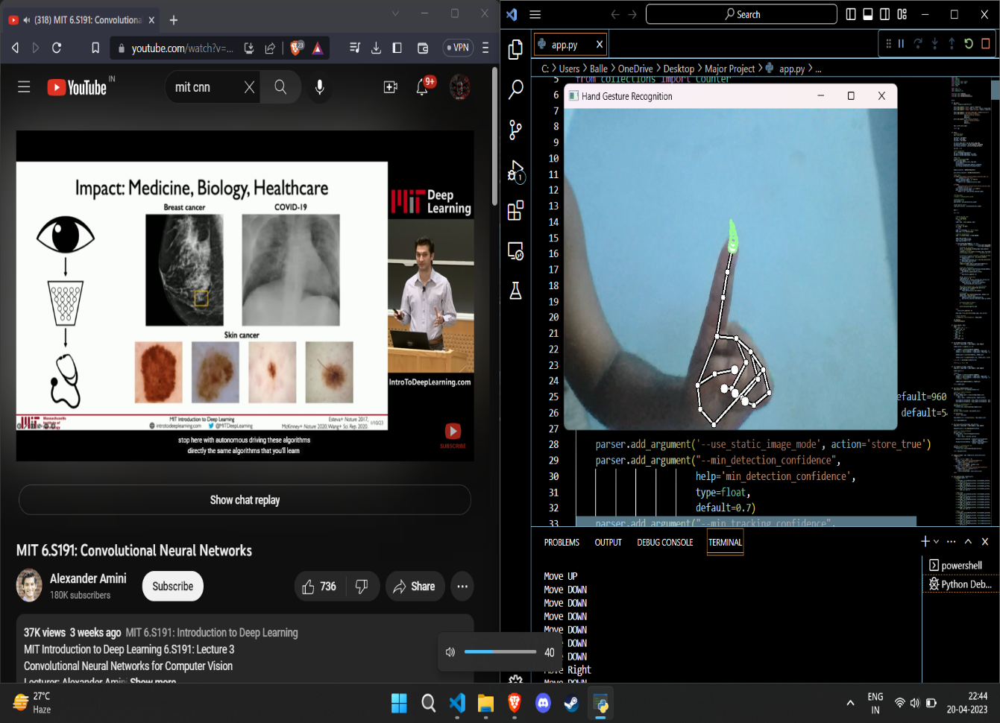 (318) MIT 6.S191: Convolutiona
youtube.com/watch?v=...
23
VPN
YouTube IN
mit cnn
9+
Impact: Medicine, Biology, Healthcare
Breast cancer
COVID-19
Skin cancer
MIT Deep Learning
IntroToDeepLearning.com
Massachusetts Institute of Technology
MIT Introduction to Deep Learning
introtodeeplearning.com @MITDeepLearning
Esteva+ Nature 2017,
McKinney+ Nature 2020, Wang+ Sci. Rep. 2020.
1/10/23
stop here with autonomous driving these algorithms
directly the same algorithms that you'll learn
SUBSCRIBE
Show chat replay
MIT 6.S191: Convolutional Neural Networks
Alexander Amini
180K subscribers
Subscribe
736
Share
37K views 3 weeks ago MIT 6.S191: Introduction to Deep Learning
MIT Introduction to Deep Learning 6.S191: Lecture 3
Convolutional Neural Networks for Computer Vision
Lecturer: Alexander Amini Show more
40
Search
app.py
C: > Users > Balle > OneDrive > Desktop > Major Project > app.py > ...
1
5 from collections import Counter
Hand Gesture Recognition
6
7
8
9
10
11
12
13
14
15
16
17
18
19
20
21
22
23
24
25 efault=960
26 default=54
27
28 parser.add_argument('--use_static_image_mode', action='store_true')
29 parser.add_argument("--min_detection_confidence",
30 help='min_detection_confidence',
31 type=float,
32 default=0.7)
33 parser.add_argument("--min_tracking_confidence",
PROBLEMS OUTPUT DEBUG CONSOLE TERMINAL
powershell
Python Deb...
Move UP
Move DOWN
Move DOWN
Move DOWN
Move DOWN
ve DOWN
e DOWN
Move Right
Move DOWN
27°C
Haze
ENG
IN
22:44
20-04-2023